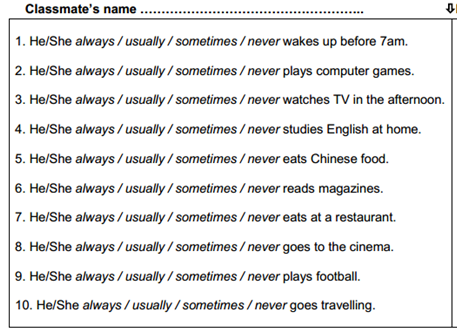 Classmate's name ……………………………………………..
1. He/She always / usually / sometimes / never wakes up before 7am.
2. He/She always / usually / sometimes / never plays computer games.
3. He/She always / usually / sometimes / never watches TV in the afternoon.
4. He/She always / usually / sometimes / never studies English at home.
5. He/She always / usually / sometimes / never eats Chinese food.
6. He/She always / usually / sometimes / never reads magazines.
7. He/She always / usually / sometimes / never eats at a restaurant.
8. He/She always / usually / sometimes / never goes to the cinema.
9. He/She always / usually / sometimes / never plays football.
10. He/She always / usually / sometimes / never goes travelling.